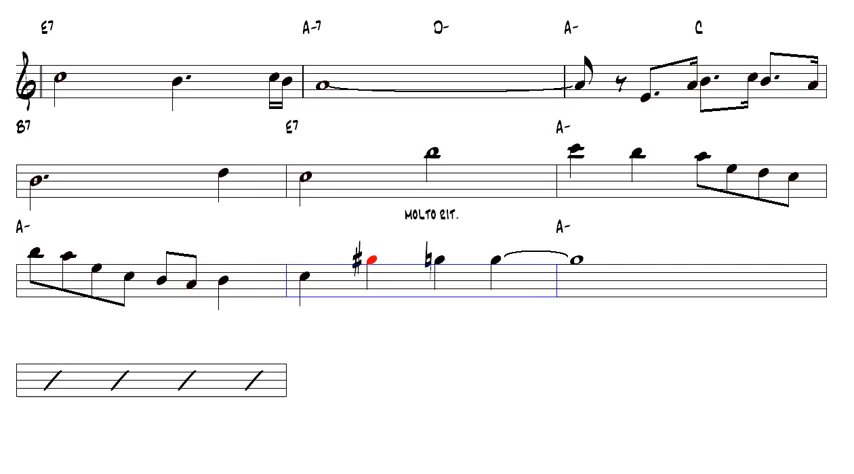 E7 A-7 D- A- C
B7 E7 A-
MOLTO RIT.
A- A-